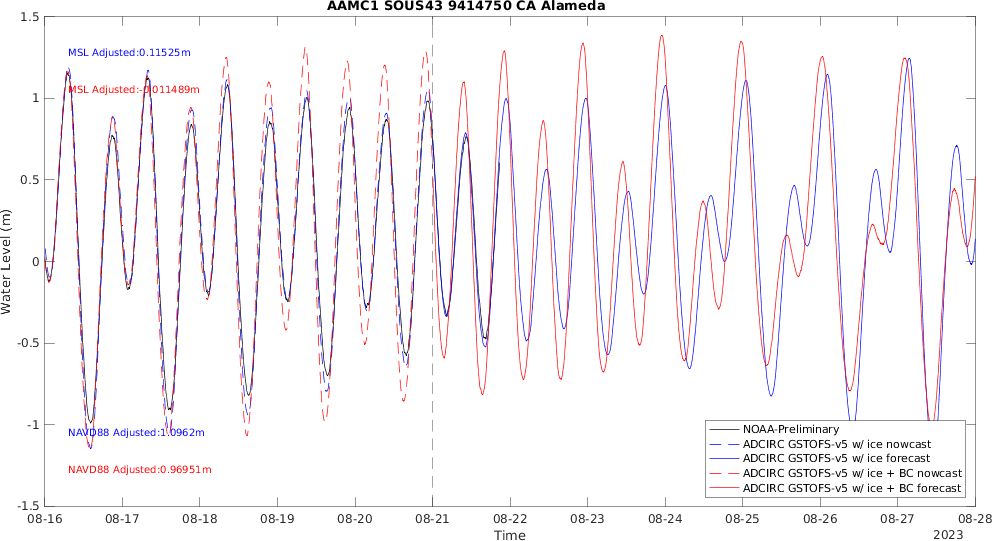 AAMC1 SOUS43 9414750 CA Alameda
Water Level (m)
1.5
1
0.5
0
-0.5
-1
-1.5
MSL Adjusted:0.11525m
MSL Adjusted:-0.011489m
NAVD88 Adjusted:1.0962m
NAVD88 Adjusted:0.96951m
NOAA-Preliminary
ADCIRC GSTOFS-v5 w/ ice nowcast
ADCIRC GSTOFS-v5 w/ ice forecast
ADCIRC GSTOFS-v5 w/ ice + BC nowcast
ADCIRC GSTOFS-v5 w/ ice + BC forecast
08-16 08-17 08-18 08-19 08-20 08-21 08-22 08-23 08-24 08-25 08-26 08-27 08-28
Time
2023